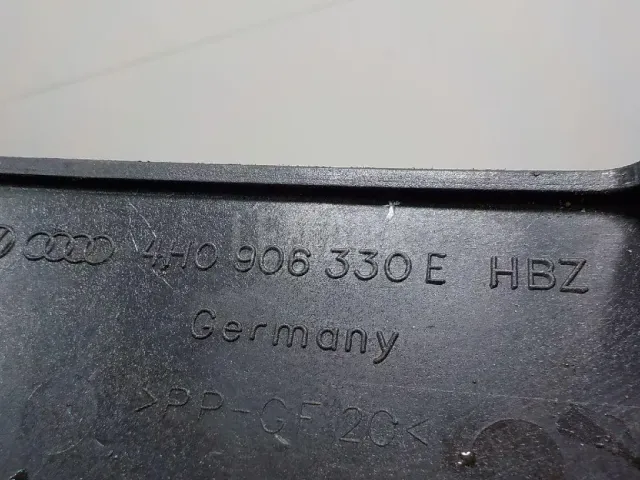 4H0 906 330 E HBZ
Germany
>PP-GF 20<